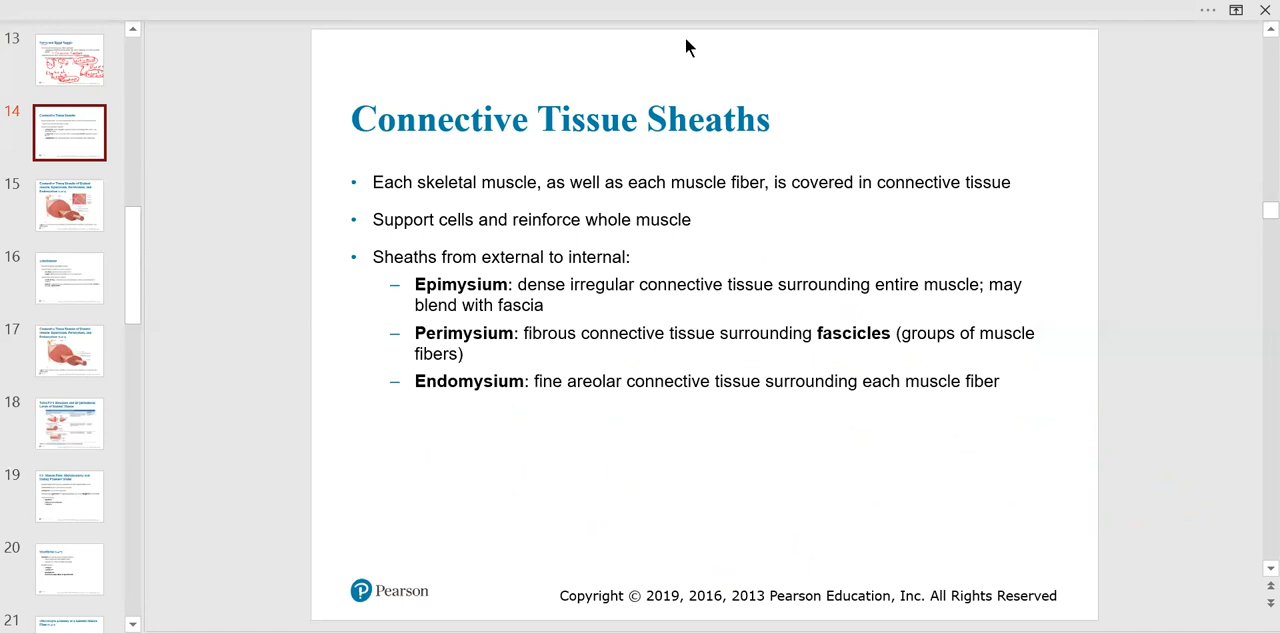 13
14
15
16
17
18
19
20
21
Connective Tissue Sheaths
• Each skeletal muscle, as well as each muscle fiber, is covered in connective tissue
• Support cells and reinforce whole muscle
• Sheaths from external to internal:
– Epimysium: dense irregular connective tissue surrounding entire muscle; may
blend with fascia
– Perimysium: fibrous connective tissue surrounding fascicles (groups of muscle
fibers)
– Endomysium: fine areolar connective tissue surrounding each muscle fiber
Pearson
Copyright © 2019, 2016, 2013 Pearson Education, Inc. All Rights Reserved